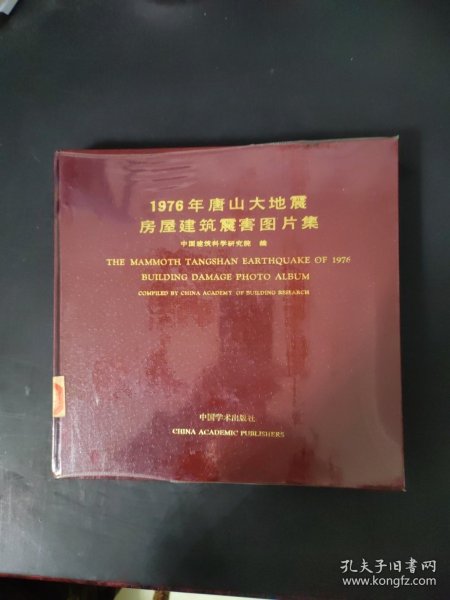 1976年唐山大地震
房屋建筑震害图片集
中国建筑科学研究院 编
THE MAMMOTH TANGSHAN EARTHQUAKE OF 1976
BUILDING DAMAGE PHOTO ALBUM
COMPILED BY CHINA ACADEMY OF BUILDING RESEARCH
中国学术出版社
CHINA ACADEMIC PUBLISHERS
孔夫子旧书网
www.kongfz.com